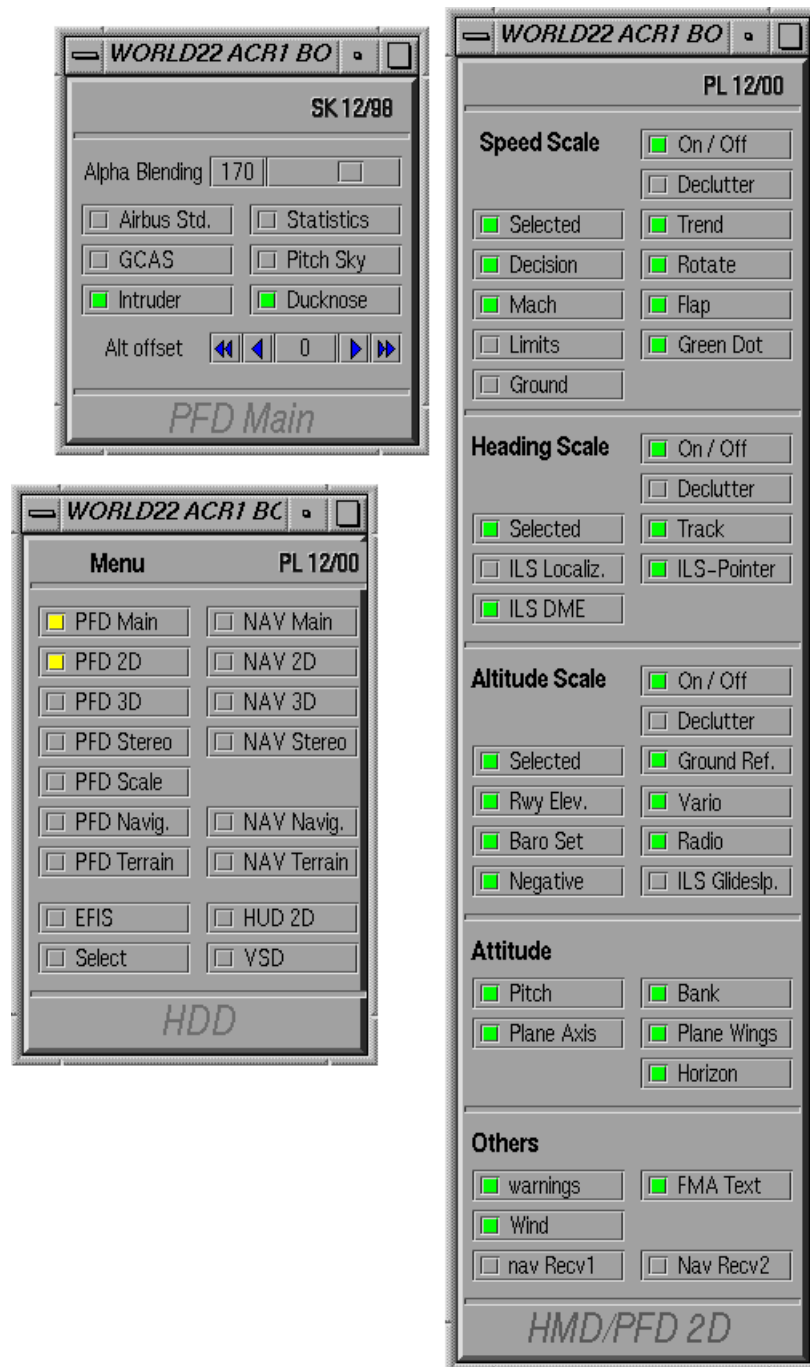 WORLD22 ACR1 BO
SK 12/98
Alpha Blending 170
Airbus Std. Statistics
GCAS Pitch Sky
Intruder Ducknose
Alt offset 0
PFD Main
WORLD22 ACR1 BC
Menu PL 12/00
PFD Main NAV Main
PFD 2D NAV 2D
PFD 3D NAV 3D
PFD Stereo NAV Stereo
PFD Scale
PFD Navig. NAV Navig.
PFD Terrain NAV Terrain
EFIS HUD 2D
Select VSD
HDD
WORLD22 ACR1 BO
PL 12/00
Speed Scale On / Off
Declutter
Selected Trend
Decision Rotate
Mach Flap
Limits Green Dot
Ground
Heading Scale On / Off
Declutter
Selected Track
ILS Localiz. ILS-Pointer
ILS DME
Altitude Scale On / Off
Declutter
Selected Ground Ref.
Rwy Elev. Vario
Baro Set Radio
Negative ILS Glideslp.
Attitude
Pitch Bank
Plane Axis Plane Wings
Horizon
Others
warnings FMA Text
Wind
nav Recv1 Nav Recv2
HMD/PFD 2D